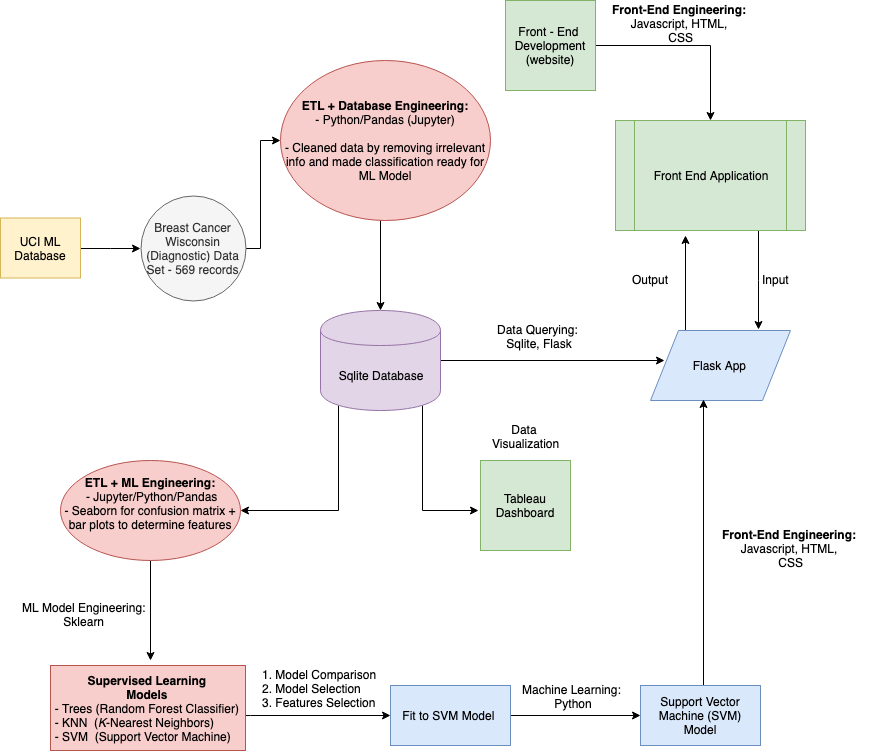 Front-End Engineering:
Javascript, HTML,
CSS
Front - End
Development
(website)
ETL + Database Engineering:
- Python/Pandas (Jupyter)
- Cleaned data by removing irrelevant
info and made classification ready for
ML Model
Front End Application
UCI ML
Database
Breast Cancer
Wisconsin
(Diagnostic) Data
Set - 569 records
Output
Input
Data Querying:
Sqlite, Flask
Sqlite Database
Flask App
Data
Visualization
Tableau
Dashboard
ETL + ML Engineering:
- Jupyter/Python/Pandas
- Seaborn for confusion matrix +
bar plots to determine features
Front-End Engineering:
Javascript, HTML,
CSS
ML Model Engineering:
Sklearn
Supervised Learning
Models
- Trees (Random Forest Classifier)
- KNN (K-Nearest Neighbors)
- SVM (Support Vector Machine)
1. Model Comparison
2. Model Selection
3. Features Selection
Fit to SVM Model
Machine Learning:
Python
Support Vector
Machine (SVM)
Model